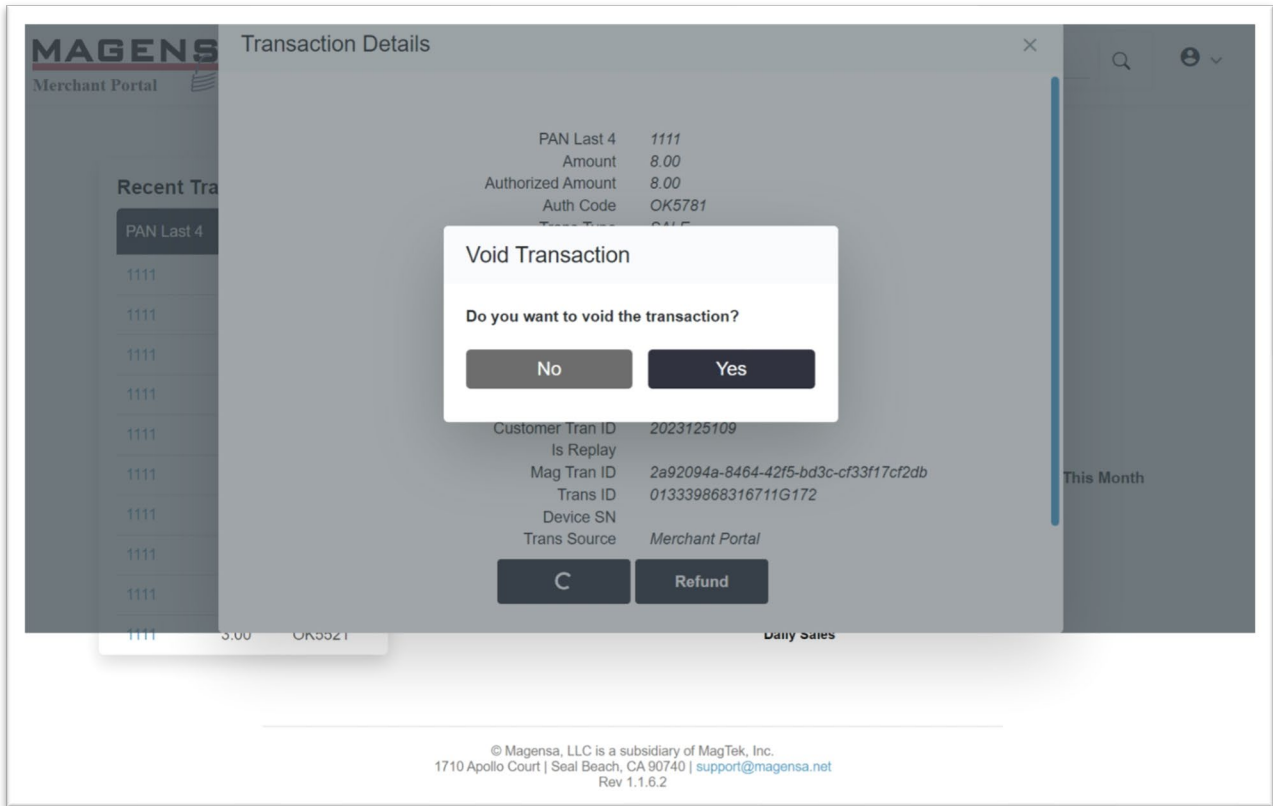 MAGENS
Merchant Portal
Transaction Details
PAN Last 4 1111
Amount 8.00
Authorized Amount 8.00
Auth Code OK5781
Trans Type SALE
Recent Tra
PAN Last 4
1111
1111
1111
1111
1111
1111
1111
1111
1111
1111 3.00 OK5521
Void Transaction
Do you want to void the transaction?
No Yes
Customer Tran ID 2023125109
Is Replay
Mag Tran ID 2a92094a-8464-42f5-bd3c-cf33f17cf2db
Trans ID 013339868316711G172
Device SN
Trans Source Merchant Portal
Refund
This Month
Daily Sales
© Magensa, LLC is a subsidiary of MagTek, Inc.
1710 Apollo Court | Seal Beach, CA 90740 | support@magensa.net
Rev 1.1.6.2